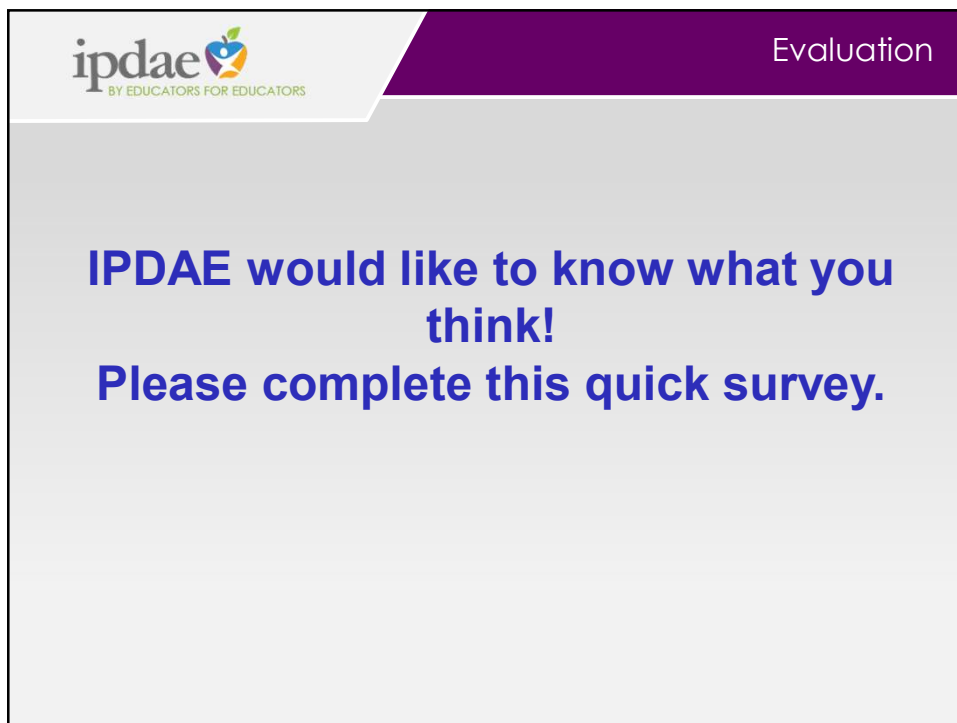 ipdae
BY EDUCATORS FOR EDUCATORS
Evaluation
IPDAE would like to know what you
think!
Please complete this quick survey.